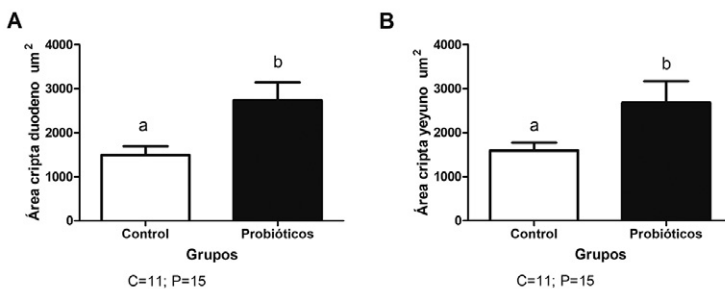 A
Área cripta duodeno um²
4000
3000
2000
1000
0
a
b
Control
Probióticos
Grupos
C=11; P=15
B
Área cripta yeyuno um²
4000
3000
2000
1000
0
a
b
Control
Probióticos
Grupos
C=11; P=15